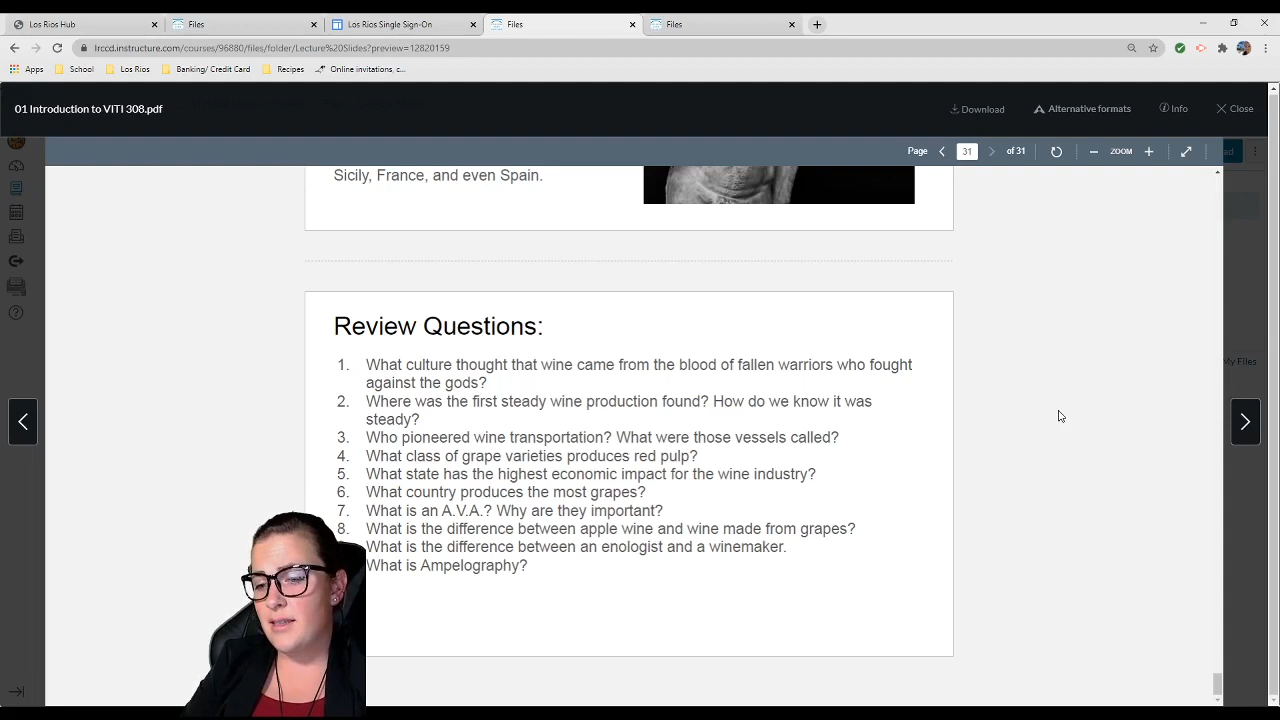 Los Rios Hub
Files
Los Rios Single Sign-On
Files
Files
lrccd.instructure.com/courses/96880/files/folder/Lecture%20Slides?preview=12820159
Apps
School
Los Rios
Banking/ Credit Card
Recipes
Online invitations, c...
01 Introduction to VITI 308.pdf
Download
Alternative formats
Info
Close
Page
31
of 31
ZOOM
Sicily, France, and even Spain.
Review Questions:
1. What culture thought that wine came from the blood of fallen warriors who fought
against the gods?
2. Where was the first steady wine production found? How do we know it was
steady?
3. Who pioneered wine transportation? What were those vessels called?
4. What class of grape varieties produces red pulp?
5. What state has the highest economic impact for the wine industry?
6. What country produces the most grapes?
7. What is an A.V.A.? Why are they important?
8. What is the difference between apple wine and wine made from grapes?
What is the difference between an enologist and a winemaker.
What is Ampelography?
My Files